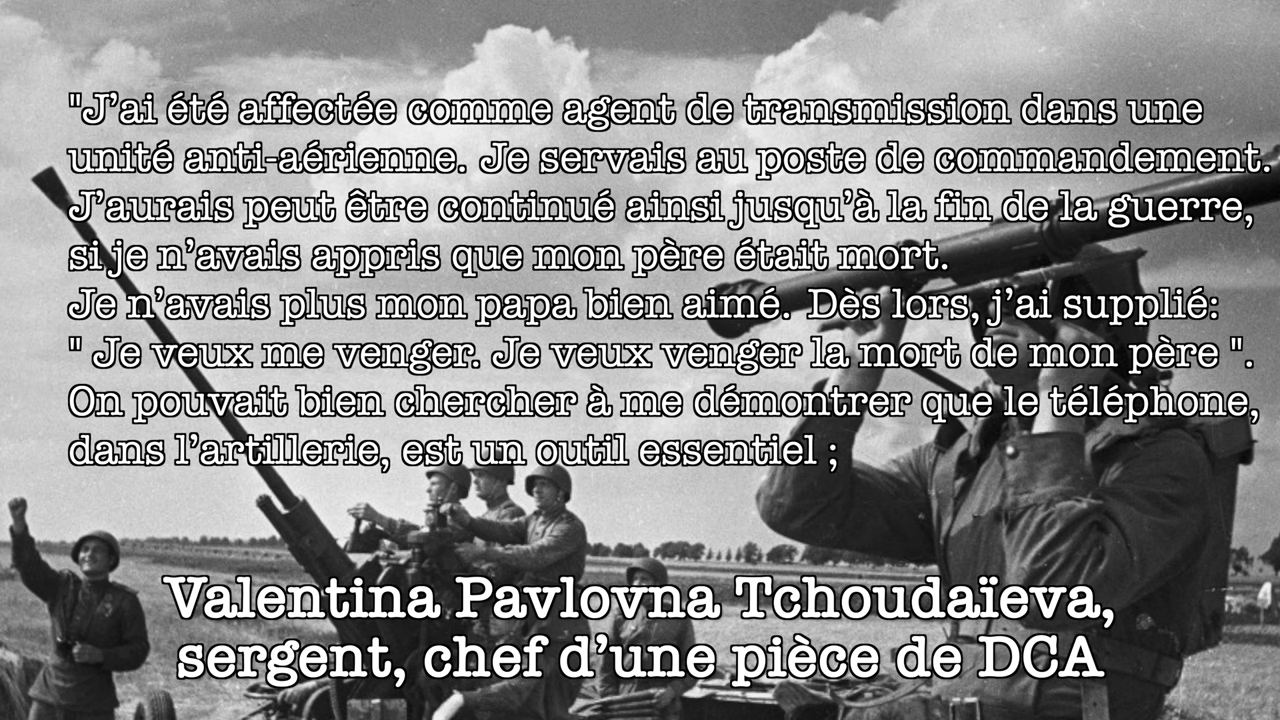 "J’ai été affectée comme agent de transmission dans une
unité anti-aérienne. Je servais au poste de commandement.
J’aurais peut être continué ainsi jusqu’à la fin de la guerre,
si je n’avais appris que mon père était mort.
Je n’avais plus mon papa bien aimé. Dès lors, j’ai supplié:
" Je veux me venger. Je veux venger la mort de mon père ".
On pouvait bien chercher à me démontrer que le téléphone,
dans l’artillerie, est un outil essentiel ;
Valentina Pavlovna Tchoudaïeva,
sergent, chef d’une pièce de DCA